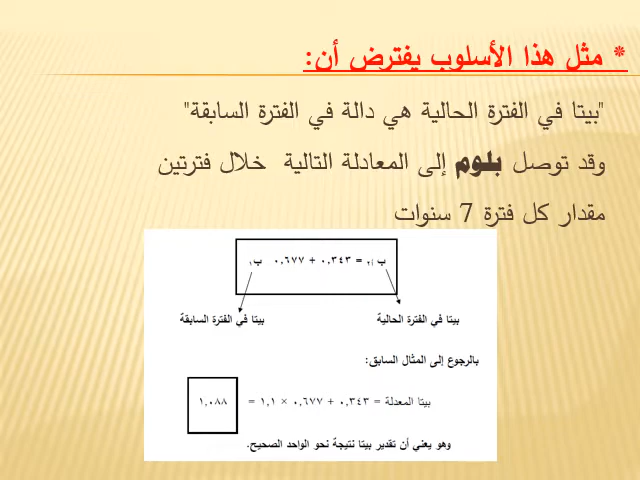 * مثل هذا الأسلوب يفترض أن:
"بيتا في الفترة الحالية هي دالة في الفترة السابقة"
وقد توصل بلوم إلى المعادلة التالية خلال فترتين
مقدار كل فترة 7 سنوات
ب أ٢ = ٠,٣٤٣ + ٠,٦٧٧ ب١
بيتا في الفترة الحالية بيتا في الفترة السابقة
بالرجوع إلى المثال السابق:
بيتا المعدلة = ٠,٣٤٣ + ٠,٦٧٧ × ١,١ = ١,٠٨٨
وهو يعني أن تقدير بيتا نتيجة نحو الواحد الصحيح.